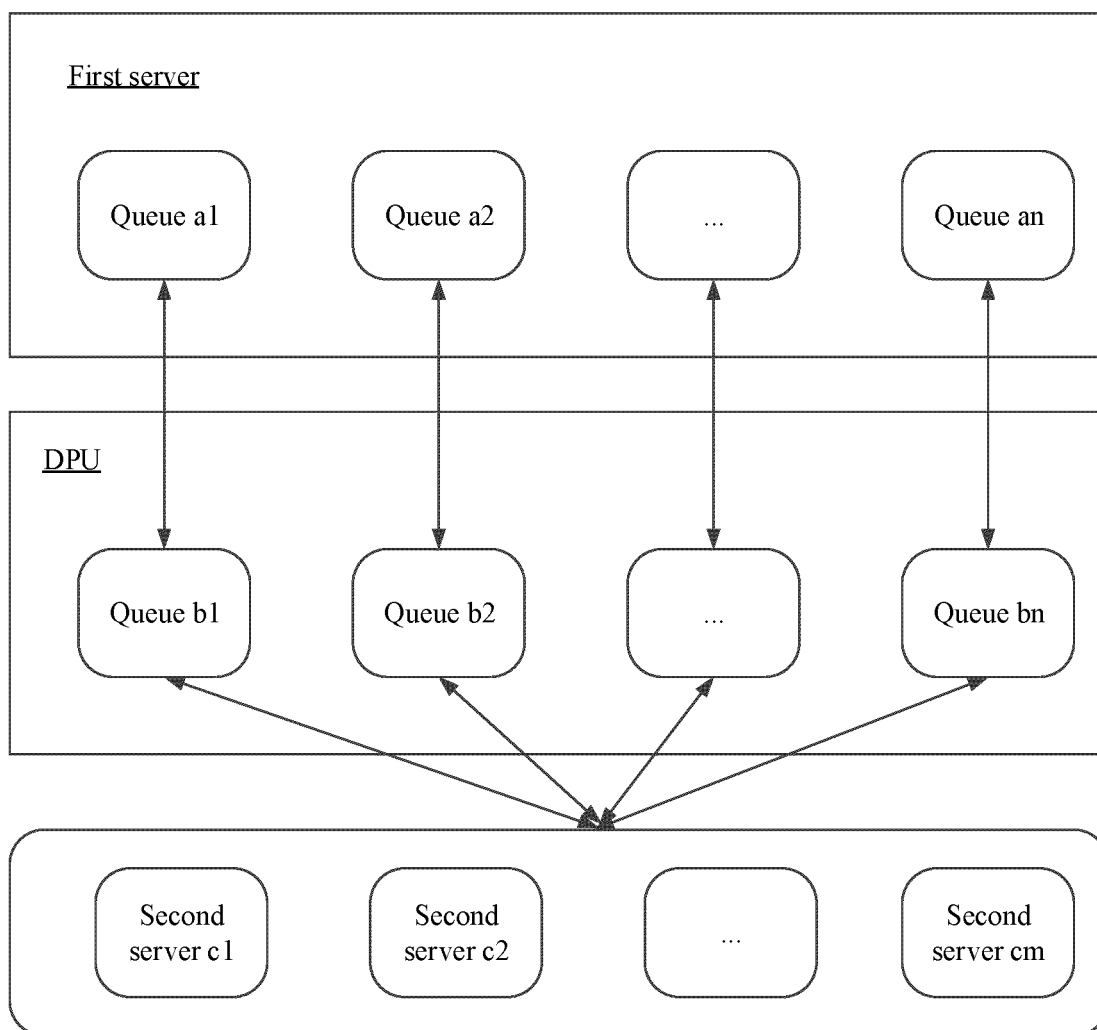 First server
Queue a1
Queue a2
...
Queue an
DPU
Queue b1
Queue b2
...
Queue bn
Second
server c1
Second
server c2
...
Second
server cm